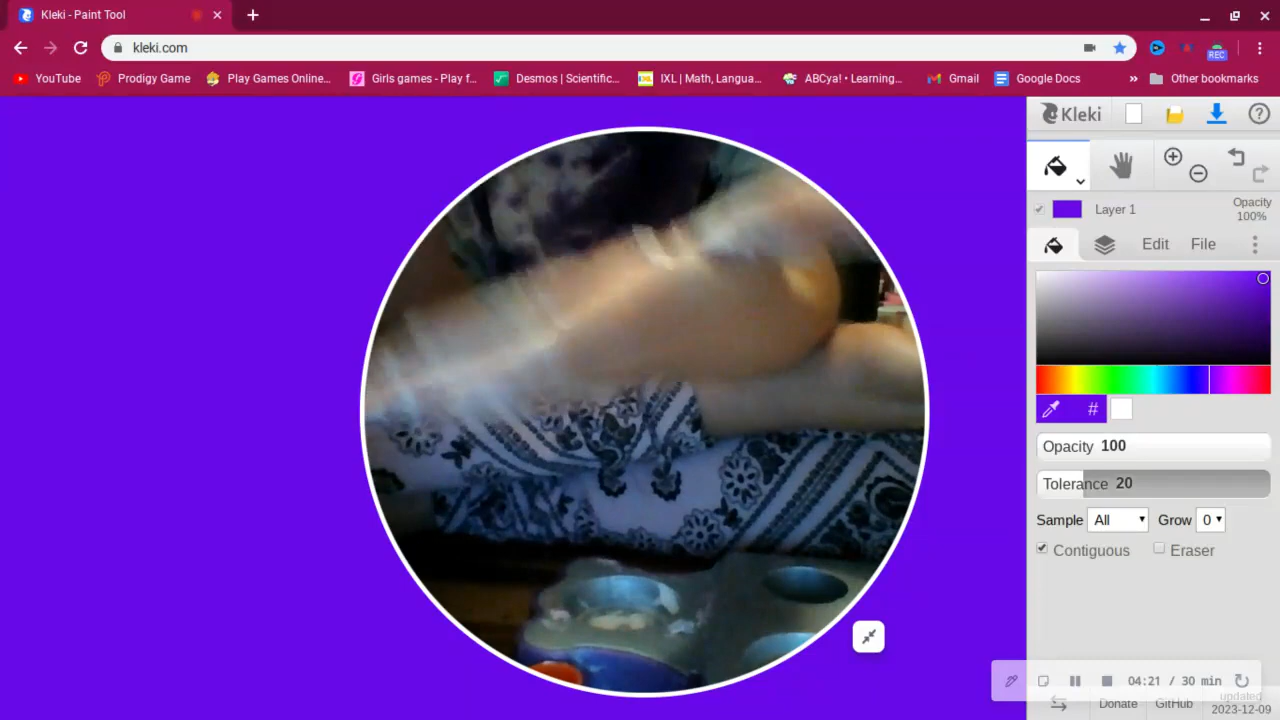 Kleki - Paint Tool
kleki.com
REC
YouTube Prodigy Game Play Games Online... Girls games - Play f... Desmos | Scientific... IXL | Math, Langua... ABCya! • Learning... Gmail Google Docs » Other bookmarks
Kleki
Layer 1
Opacity
100%
Edit File
#
Opacity 100
Tolerance 20
Sample All Grow 0
Contiguous Eraser
04:21 / 30 min
Donate GitHub
updated
2023-12-09